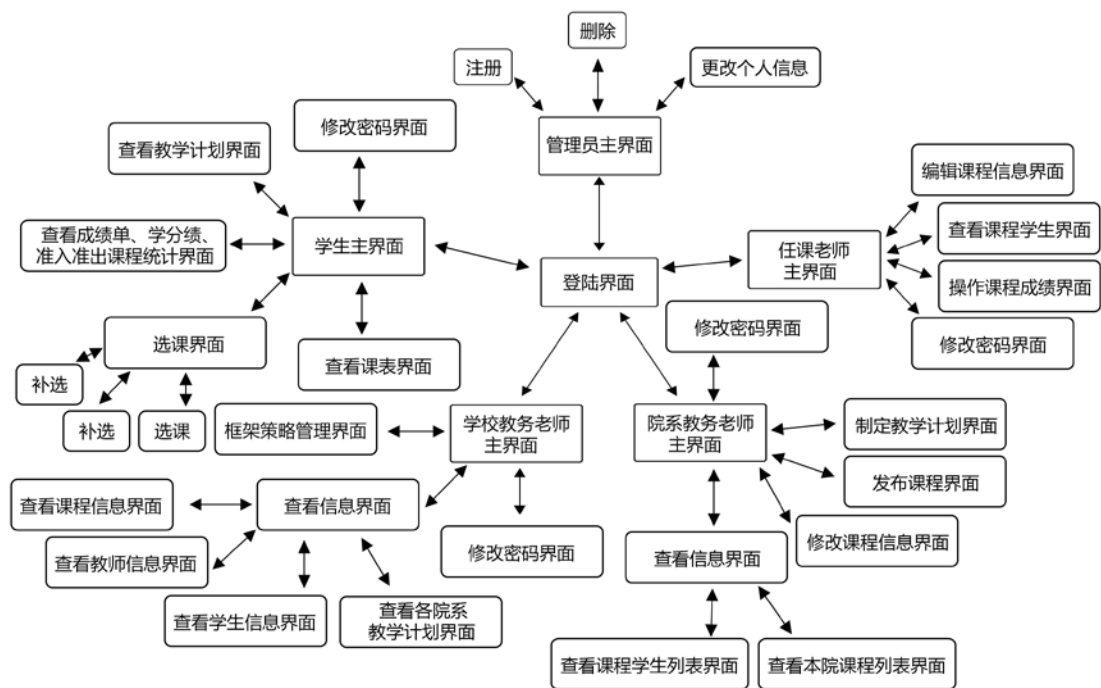 删除
注册
更改个人信息
管理员主界面
修改密码界面
查看教学计划界面
编辑课程信息界面
查看成绩单、学分绩、
准入准出课程统计界面
学生主界面
查看课程学生界面
任课老师
主界面
登陆界面
操作课程成绩界面
修改密码界面
修改密码界面
选课界面
查看课表界面
补选
补选
选课
框架策略管理界面
学校教务老师
主界面
院系教务老师
主界面
制定教学计划界面
发布课程界面
查看课程信息界面
查看信息界面
修改密码界面
修改课程信息界面
查看教师信息界面
查看信息界面
查看学生信息界面
查看各院系
教学计划界面
查看课程学生列表界面
查看本院课程列表界面